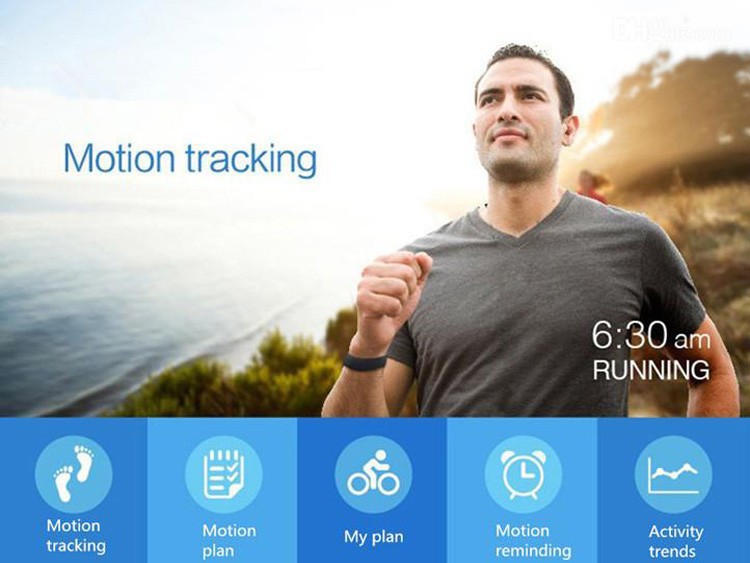 Motion tracking
6:30 am
RUNNING
Motion
tracking
Motion
plan
My plan
Motion
reminding
Activity
trends